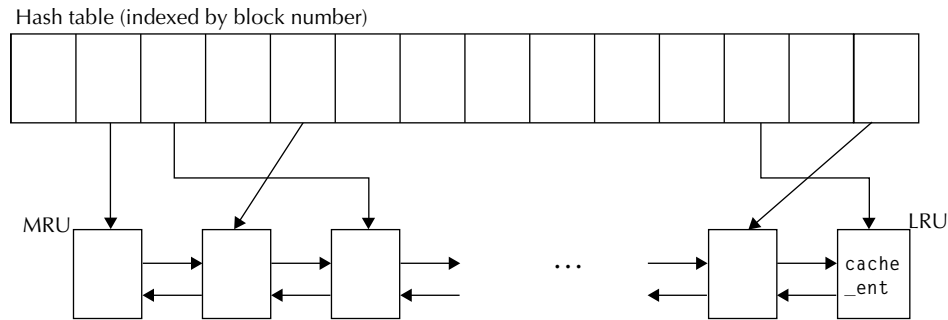 Hash table (indexed by block number)
MRU
LRU
cache
_ent
...